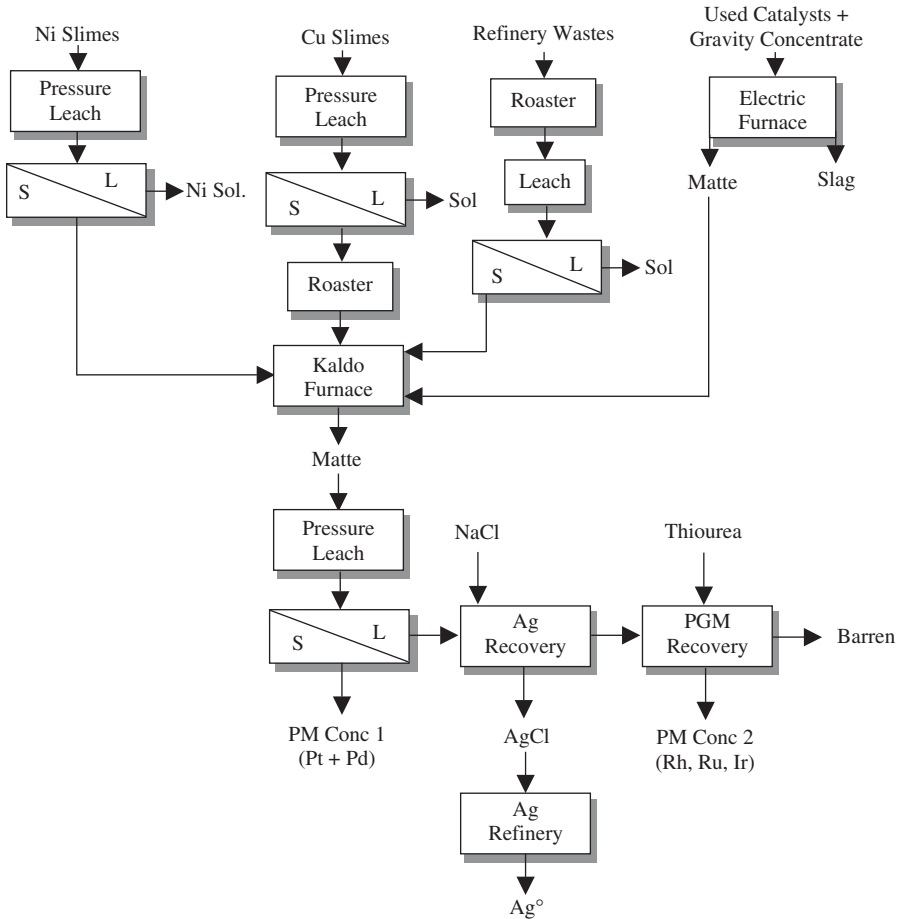 Ni Slimes
Cu Slimes
Refinery Wastes
Used Catalysts +
Gravity Concentrate
Pressure
Leach
Pressure
Leach
Roaster
Electric
Furnace
S
L
Ni Sol.
S
L
Sol
Leach
Matte
Slag
Roaster
S
L
Sol
Kaldo
Furnace
Matte
Pressure
Leach
NaCl
Thiourea
S
L
Ag
Recovery
PGM
Recovery
Barren
PM Conc 1
(Pt + Pd)
AgCl
PM Conc 2
(Rh, Ru, Ir)
Ag
Refinery
Ag°